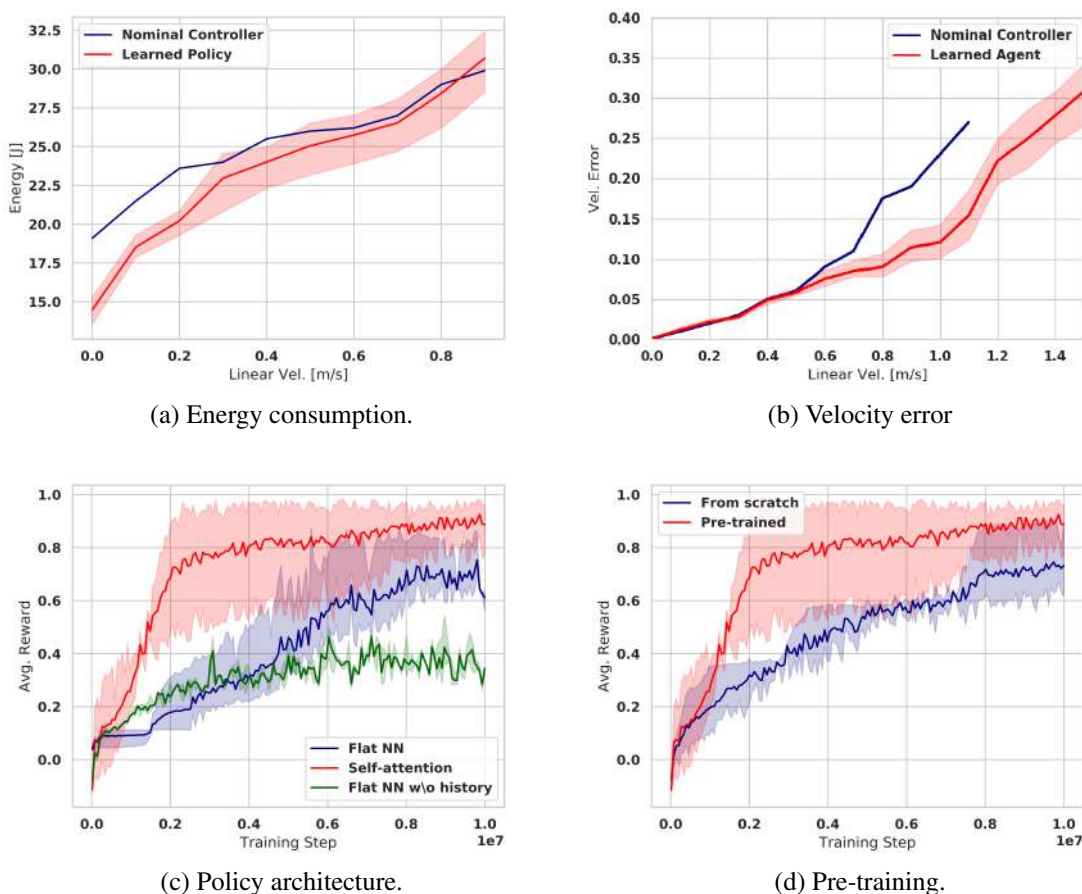 32.5
30.0
27.5
25.0
22.5
20.0
17.5
15.0
Energy [J]
Nominal Controller
Learned Policy
0.0 0.2 0.4 0.6 0.8
Linear Vel. [m/s]
(a) Energy consumption.
0.40
0.35
0.30
0.25
0.20
0.15
0.10
0.05
0.00
Vel. Error
Nominal Controller
Learned Agent
0.0 0.2 0.4 0.6 0.8 1.0 1.2 1.4
Linear Vel. [m/s]
(b) Velocity error
1.0
0.8
0.6
0.4
0.2
0.0
Avg. Reward
Flat NN
Self-attention
Flat NN w\o history
0.0 0.2 0.4 0.6 0.8 1.0
1e7
Training Step
(c) Policy architecture.
1.0
0.8
0.6
0.4
0.2
0.0
Avg. Reward
From scratch
Pre-trained
0.0 0.2 0.4 0.6 0.8 1.0
1e7
Training Step
(d) Pre-training.